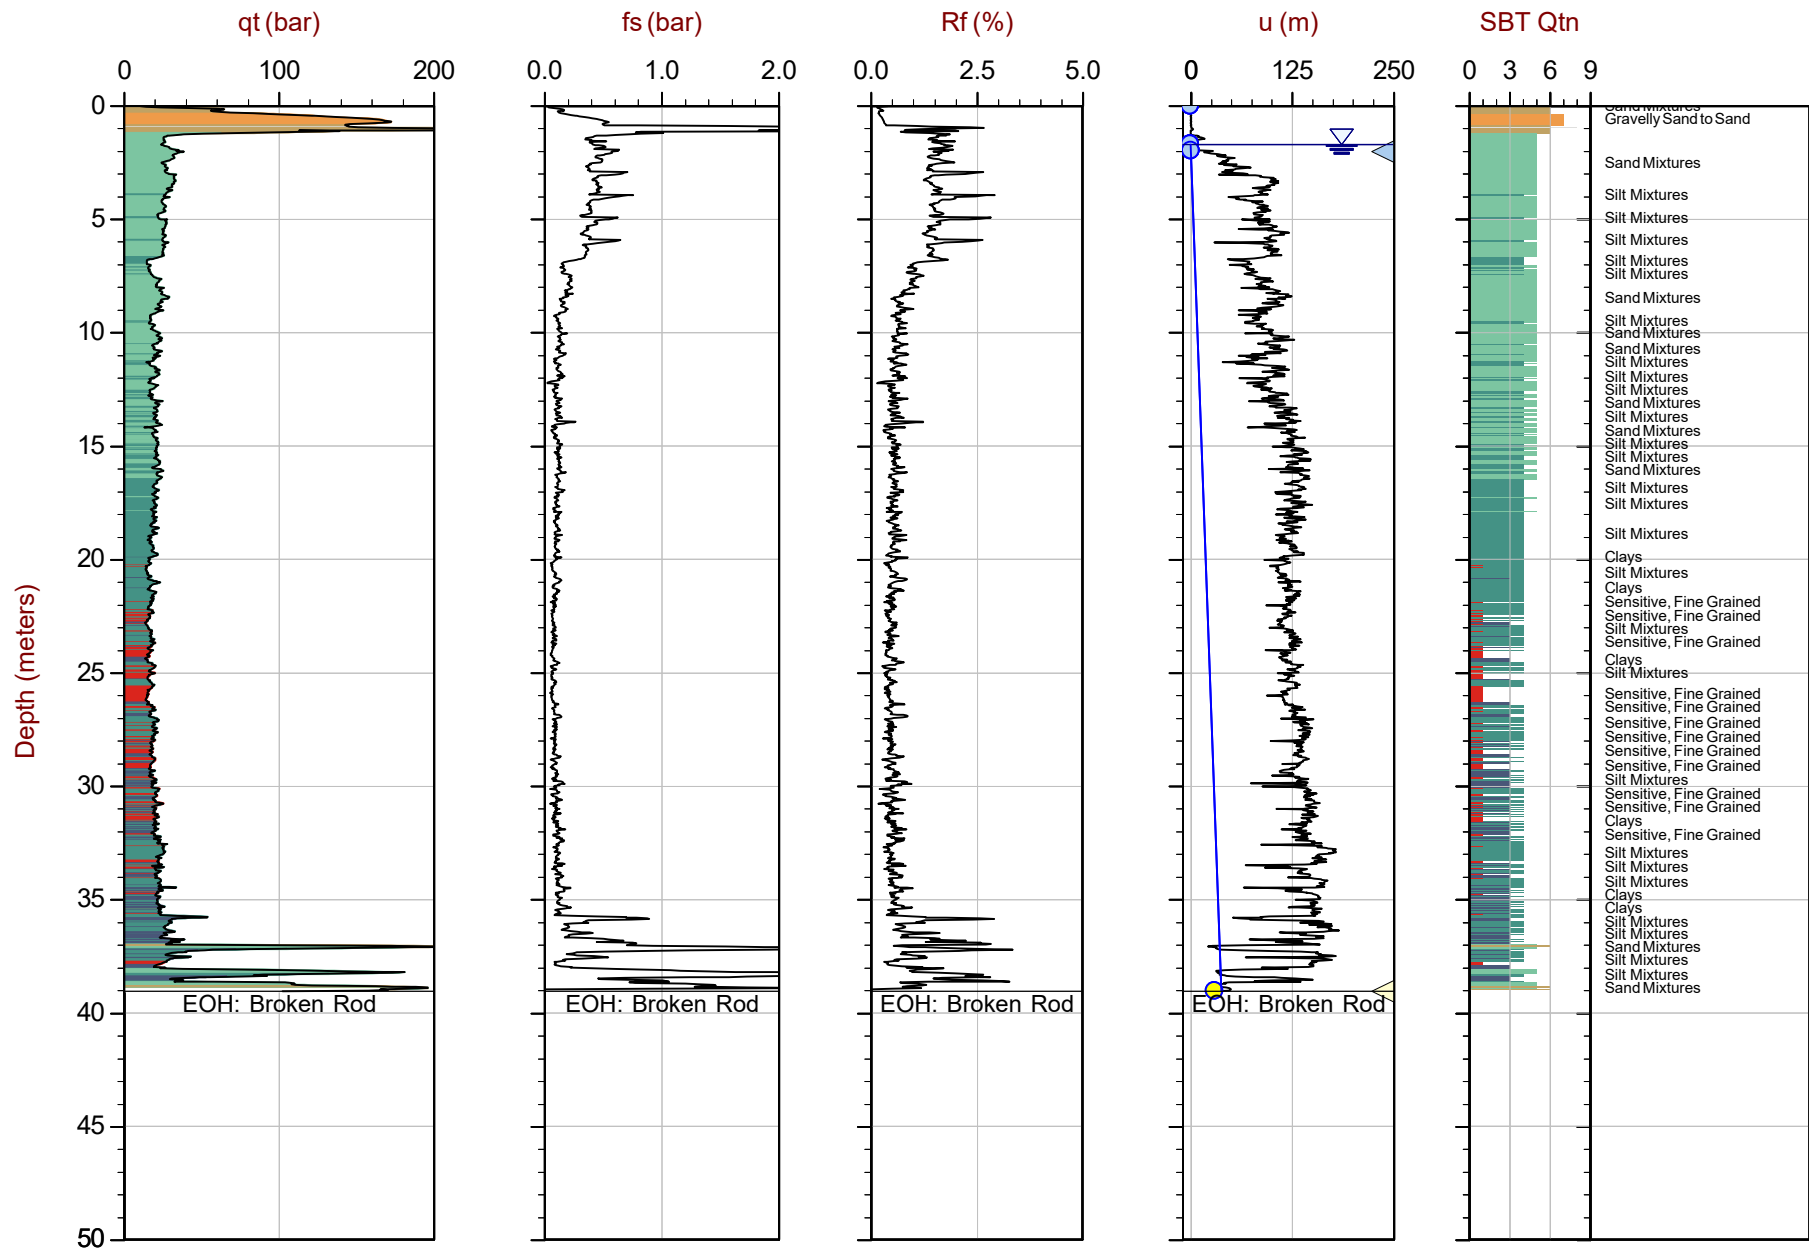 qt (bar)
fs (bar)
Rf (%)
u (m)
SBT Qtn
0 100 200
0.0 1.0 2.0
0.0 2.5 5.0
0 125 250
0 3 6 9
Depth (meters)
0
5
10
15
20
25
30
35
40
45
50
Sand Mixtures
Gravelly Sand to Sand
Sand Mixtures
Silt Mixtures
Silt Mixtures
Silt Mixtures
Silt Mixtures
Silt Mixtures
Sand Mixtures
Silt Mixtures
Sand Mixtures
Sand Mixtures
Silt Mixtures
Silt Mixtures
Silt Mixtures
Sand Mixtures
Silt Mixtures
Sand Mixtures
Silt Mixtures
Silt Mixtures
Sand Mixtures
Silt Mixtures
Silt Mixtures
Silt Mixtures
Clays
Silt Mixtures
Clays
Sensitive, Fine Grained
Sensitive, Fine Grained
Silt Mixtures
Sensitive, Fine Grained
Clays
Silt Mixtures
Sensitive, Fine Grained
Sensitive, Fine Grained
Sensitive, Fine Grained
Sensitive, Fine Grained
Sensitive, Fine Grained
Sensitive, Fine Grained
Silt Mixtures
Sensitive, Fine Grained
Sensitive, Fine Grained
Clays
Sensitive, Fine Grained
Silt Mixtures
Silt Mixtures
Silt Mixtures
Clays
Clays
Silt Mixtures
Silt Mixtures
Sand Mixtures
Silt Mixtures
Silt Mixtures
Sand Mixtures
EOH: Broken Rod
EOH: Broken Rod
EOH: Broken Rod
EOH: Broken Rod